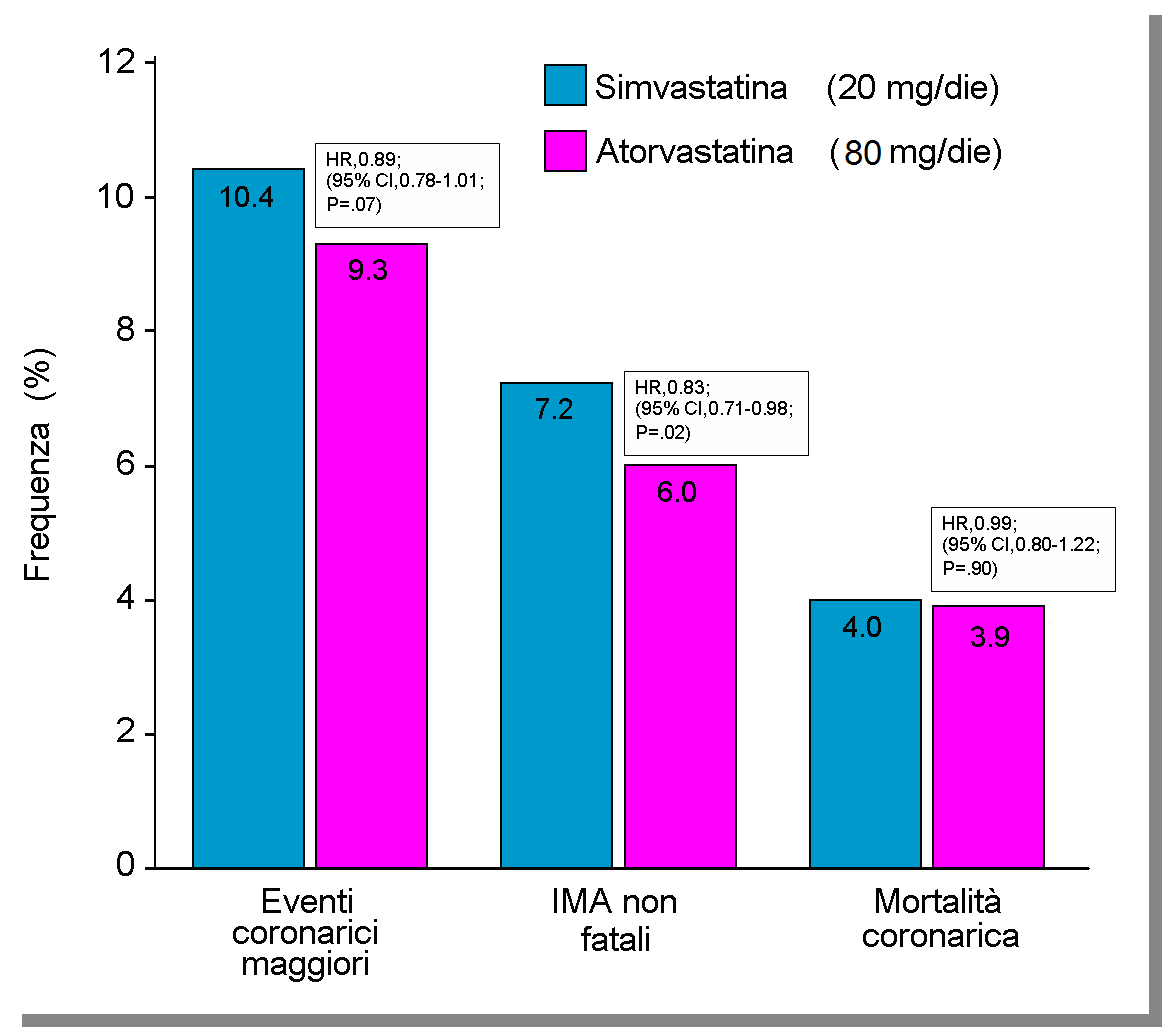 12
10
8
6
4
2
0
Frequenza (%)
Simvastatina (20 mg/die)
Atorvastatina (80 mg/die)
10.4
HR,0.89;
(95% CI,0.78-1.01;
P=.07)
9.3
7.2
HR,0.83;
(95% CI,0.71-0.98;
P=.02)
6.0
4.0
HR,0.99;
(95% CI,0.80-1.22;
P=.90)
3.9
Eventi
coronarici
maggiori
IMA non
fatali
Mortalità
coronarica